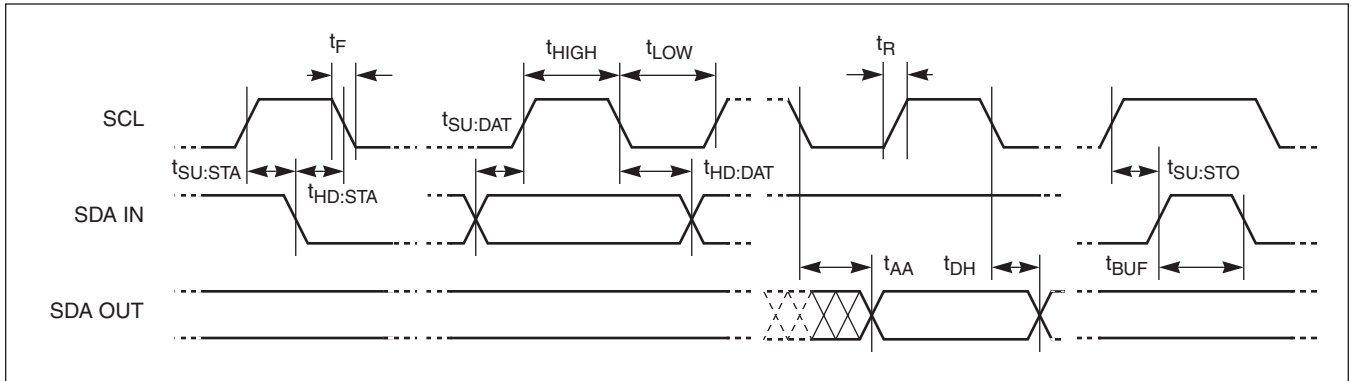 tF
tHIGH
tLOW
tR
SCL
tSU:DAT
tSU:STA
tHD:STA
tHD:DAT
tSU:STO
SDA IN
tAA
tDH
tBUF
SDA OUT